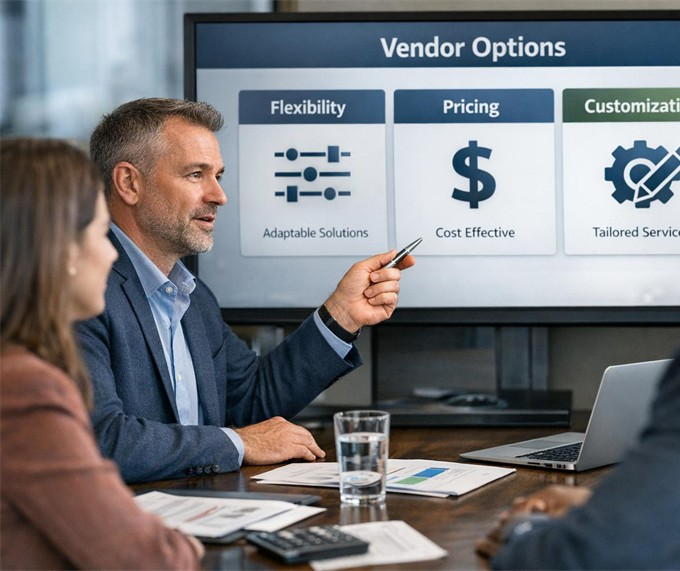 Vendor Options
Flexibility
Adaptable Solutions
Pricing
$
Cost Effective
Customizati
Tailored Servic